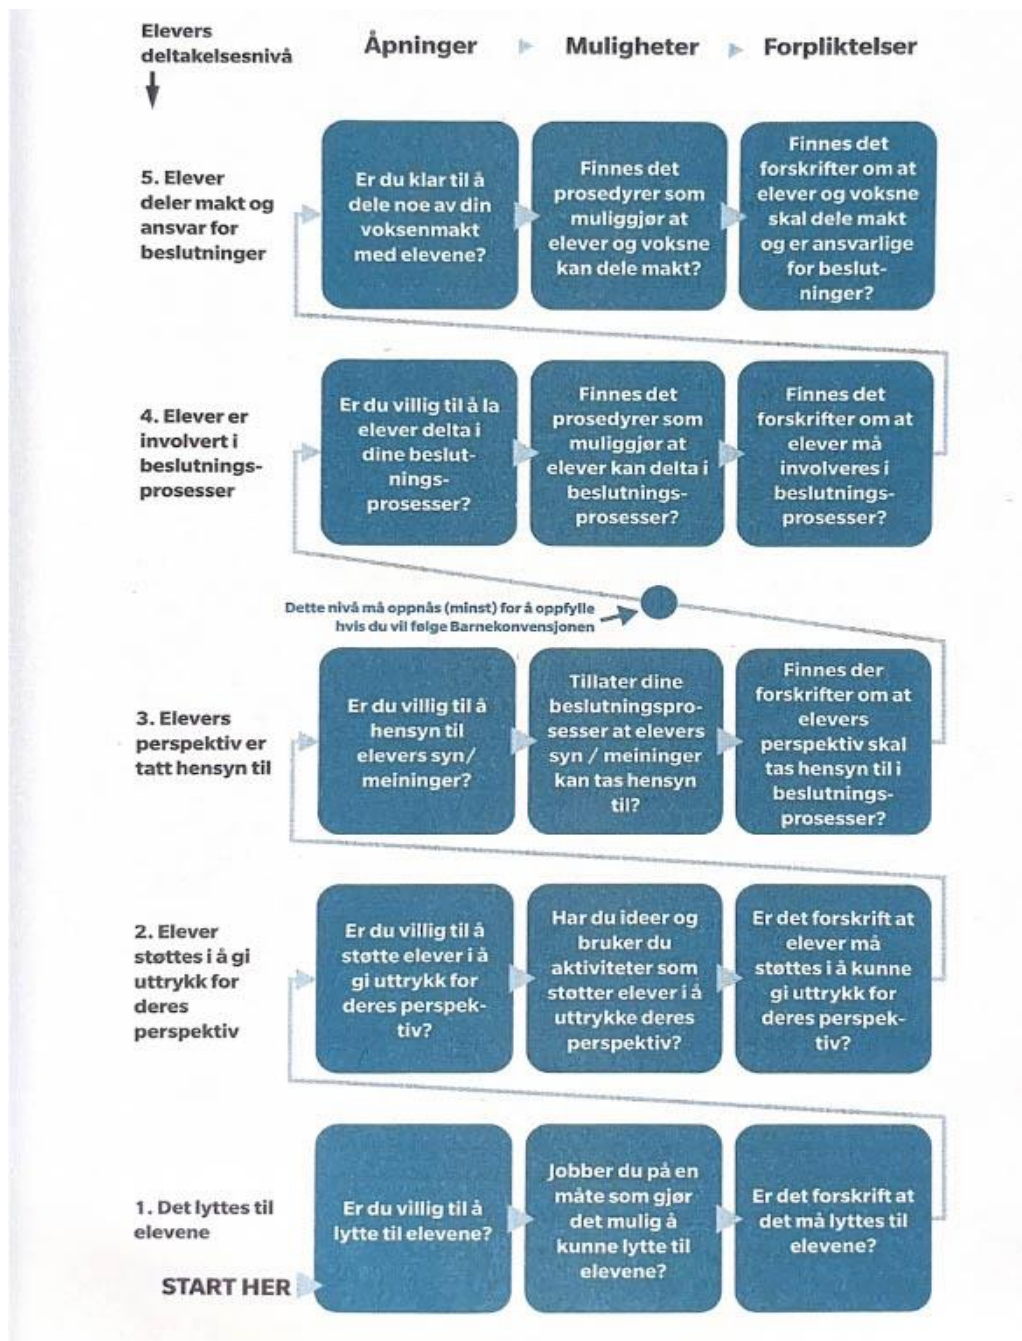 Elevers
deltakelsesnivå
Åpninger
Muligheter
Forpliktelser
5. Elever
deler makt og
ansvar for
beslutninger
Er du klar til å
dele noe av din
voksenmakt
med elevene?
Finnes det
prosedyrer som
muliggjør at
elever og voksne
kan dele makt?
Finnes det
forskrifter om at
elever og voksne
skal dele makt
og er ansvarlige
for beslut-
ninger?
4. Elever er
involvert i
beslutnings-
prosesser
Er du villig til å la
elever delta i
dine beslut-
nings-
prosesser?
Finnes det
prosedyrer som
muliggjør at
elever kan delta i
beslutnings-
prosesser?
Finnes det
forskrifter om at
elever må
involveres i
beslutnings-
prosesser?
Dette nivå må oppnås (minst) for å oppfylle
hvis du vil følge Barnekonvensjonen
3. Elevers
perspektiv er
tatt hensyn til
Er du villig til å
hensyn til
elevers syn/
meininger?
Tillater dine
beslutningspro-
sesser at elevers
syn / meininger
kan tas hensyn
til?
Finnes der
forskrifter om at
elevers
perspektiv skal
tas hensyn til i
beslutnings-
prosesser?
2. Elever
støttes i å gi
uttrykk for
deres
perspektiv
Er du villig til å
støtte elever i å
gi uttrykk for
deres perspek-
tiv?
Har du ideer og
bruker du
aktiviteter som
støtter elever i å
uttrykke deres
perspektiv?
Er det forskrift at
elever må
støttes i å kunne
gi uttrykk for
deres perspek-
tiv?
1. Det lyttes til
elevene
Er du villig til å
lytte til elevene?
Jobber du på en
måte som gjør
det mulig å
kunne lytte til
elevene?
Er det forskrift at
det må lyttes til
elevene?
START HER